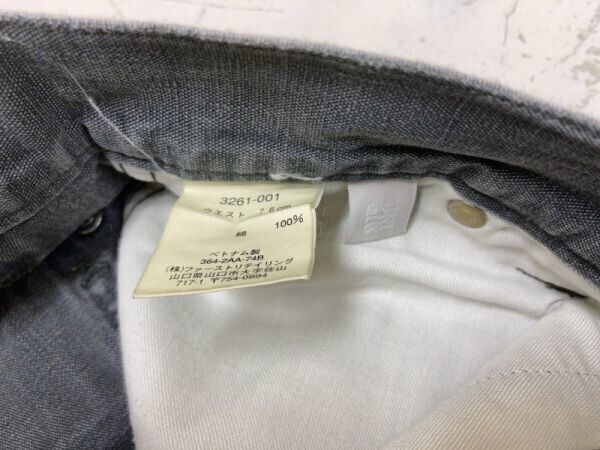 3261-001
ウエスト 76cm
綿 100%
ベトナム製
364-2AA-74B
(株)ファーストリテイリング
山口県山口市大字佐山
717-1 〒754-0894